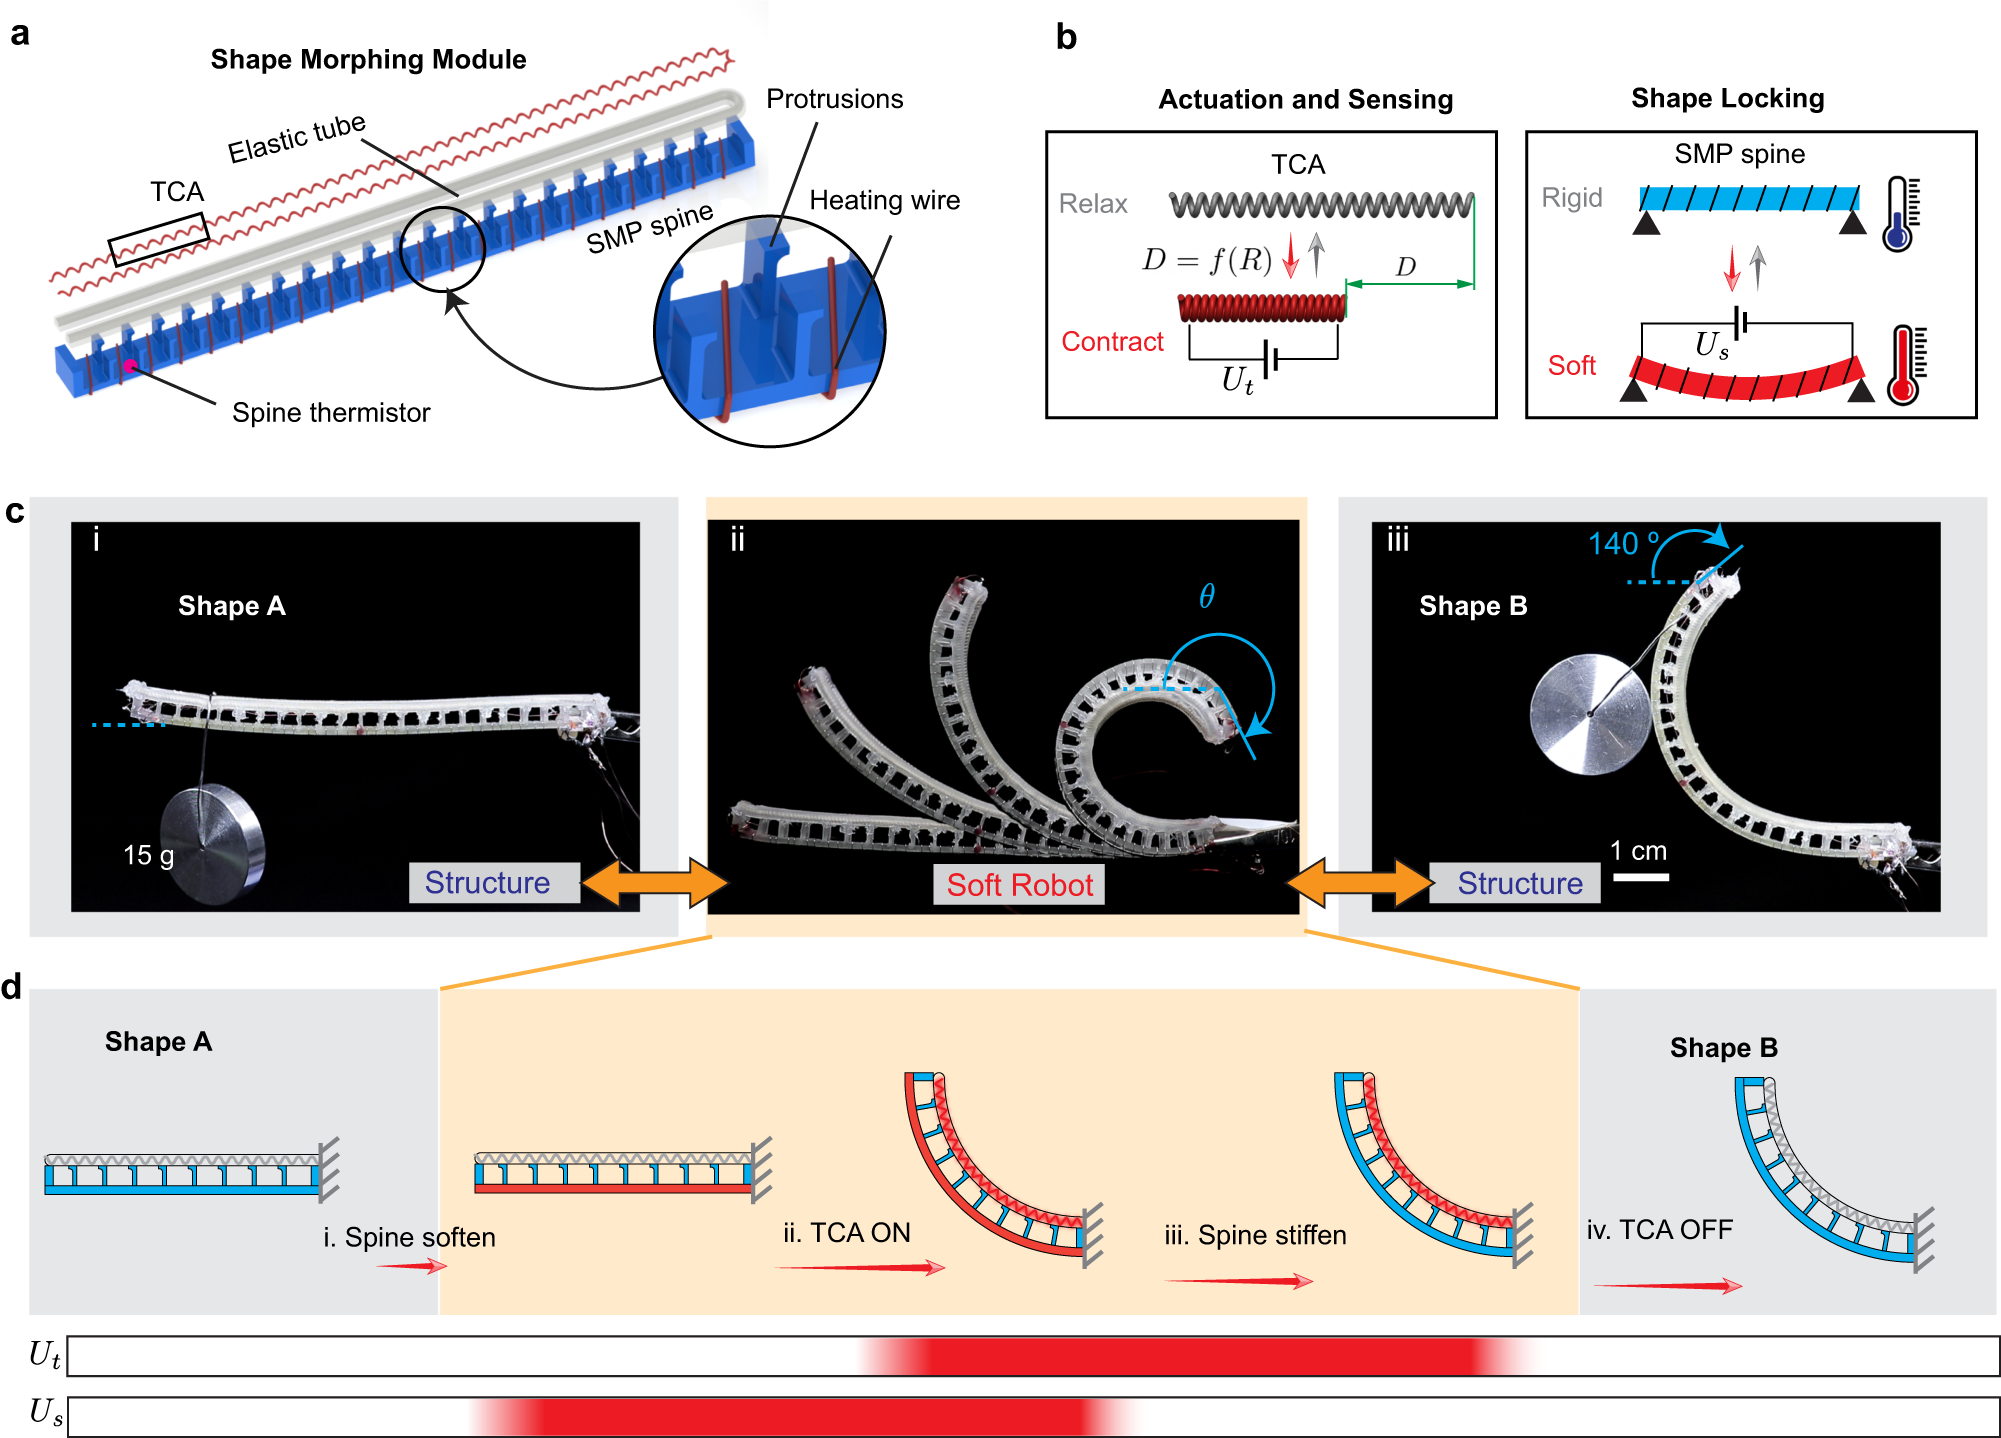 a
Shape Morphing Module
Protrusions
Elastic tube
TCA
Heating wire
SMP spine
Spine thermistor
b
Actuation and Sensing
Shape Locking
TCA
Relax
D = f(R)
D
Contract
U_t
SMP spine
Rigid
U_s
Soft
c
i
Shape A
15 g
Structure
ii
θ
Soft Robot
iii
140 º
Shape B
1 cm
Structure
d
Shape A
Shape B
i. Spine soften
ii. TCA ON
iii. Spine stiffen
iv. TCA OFF
U_t
U_s